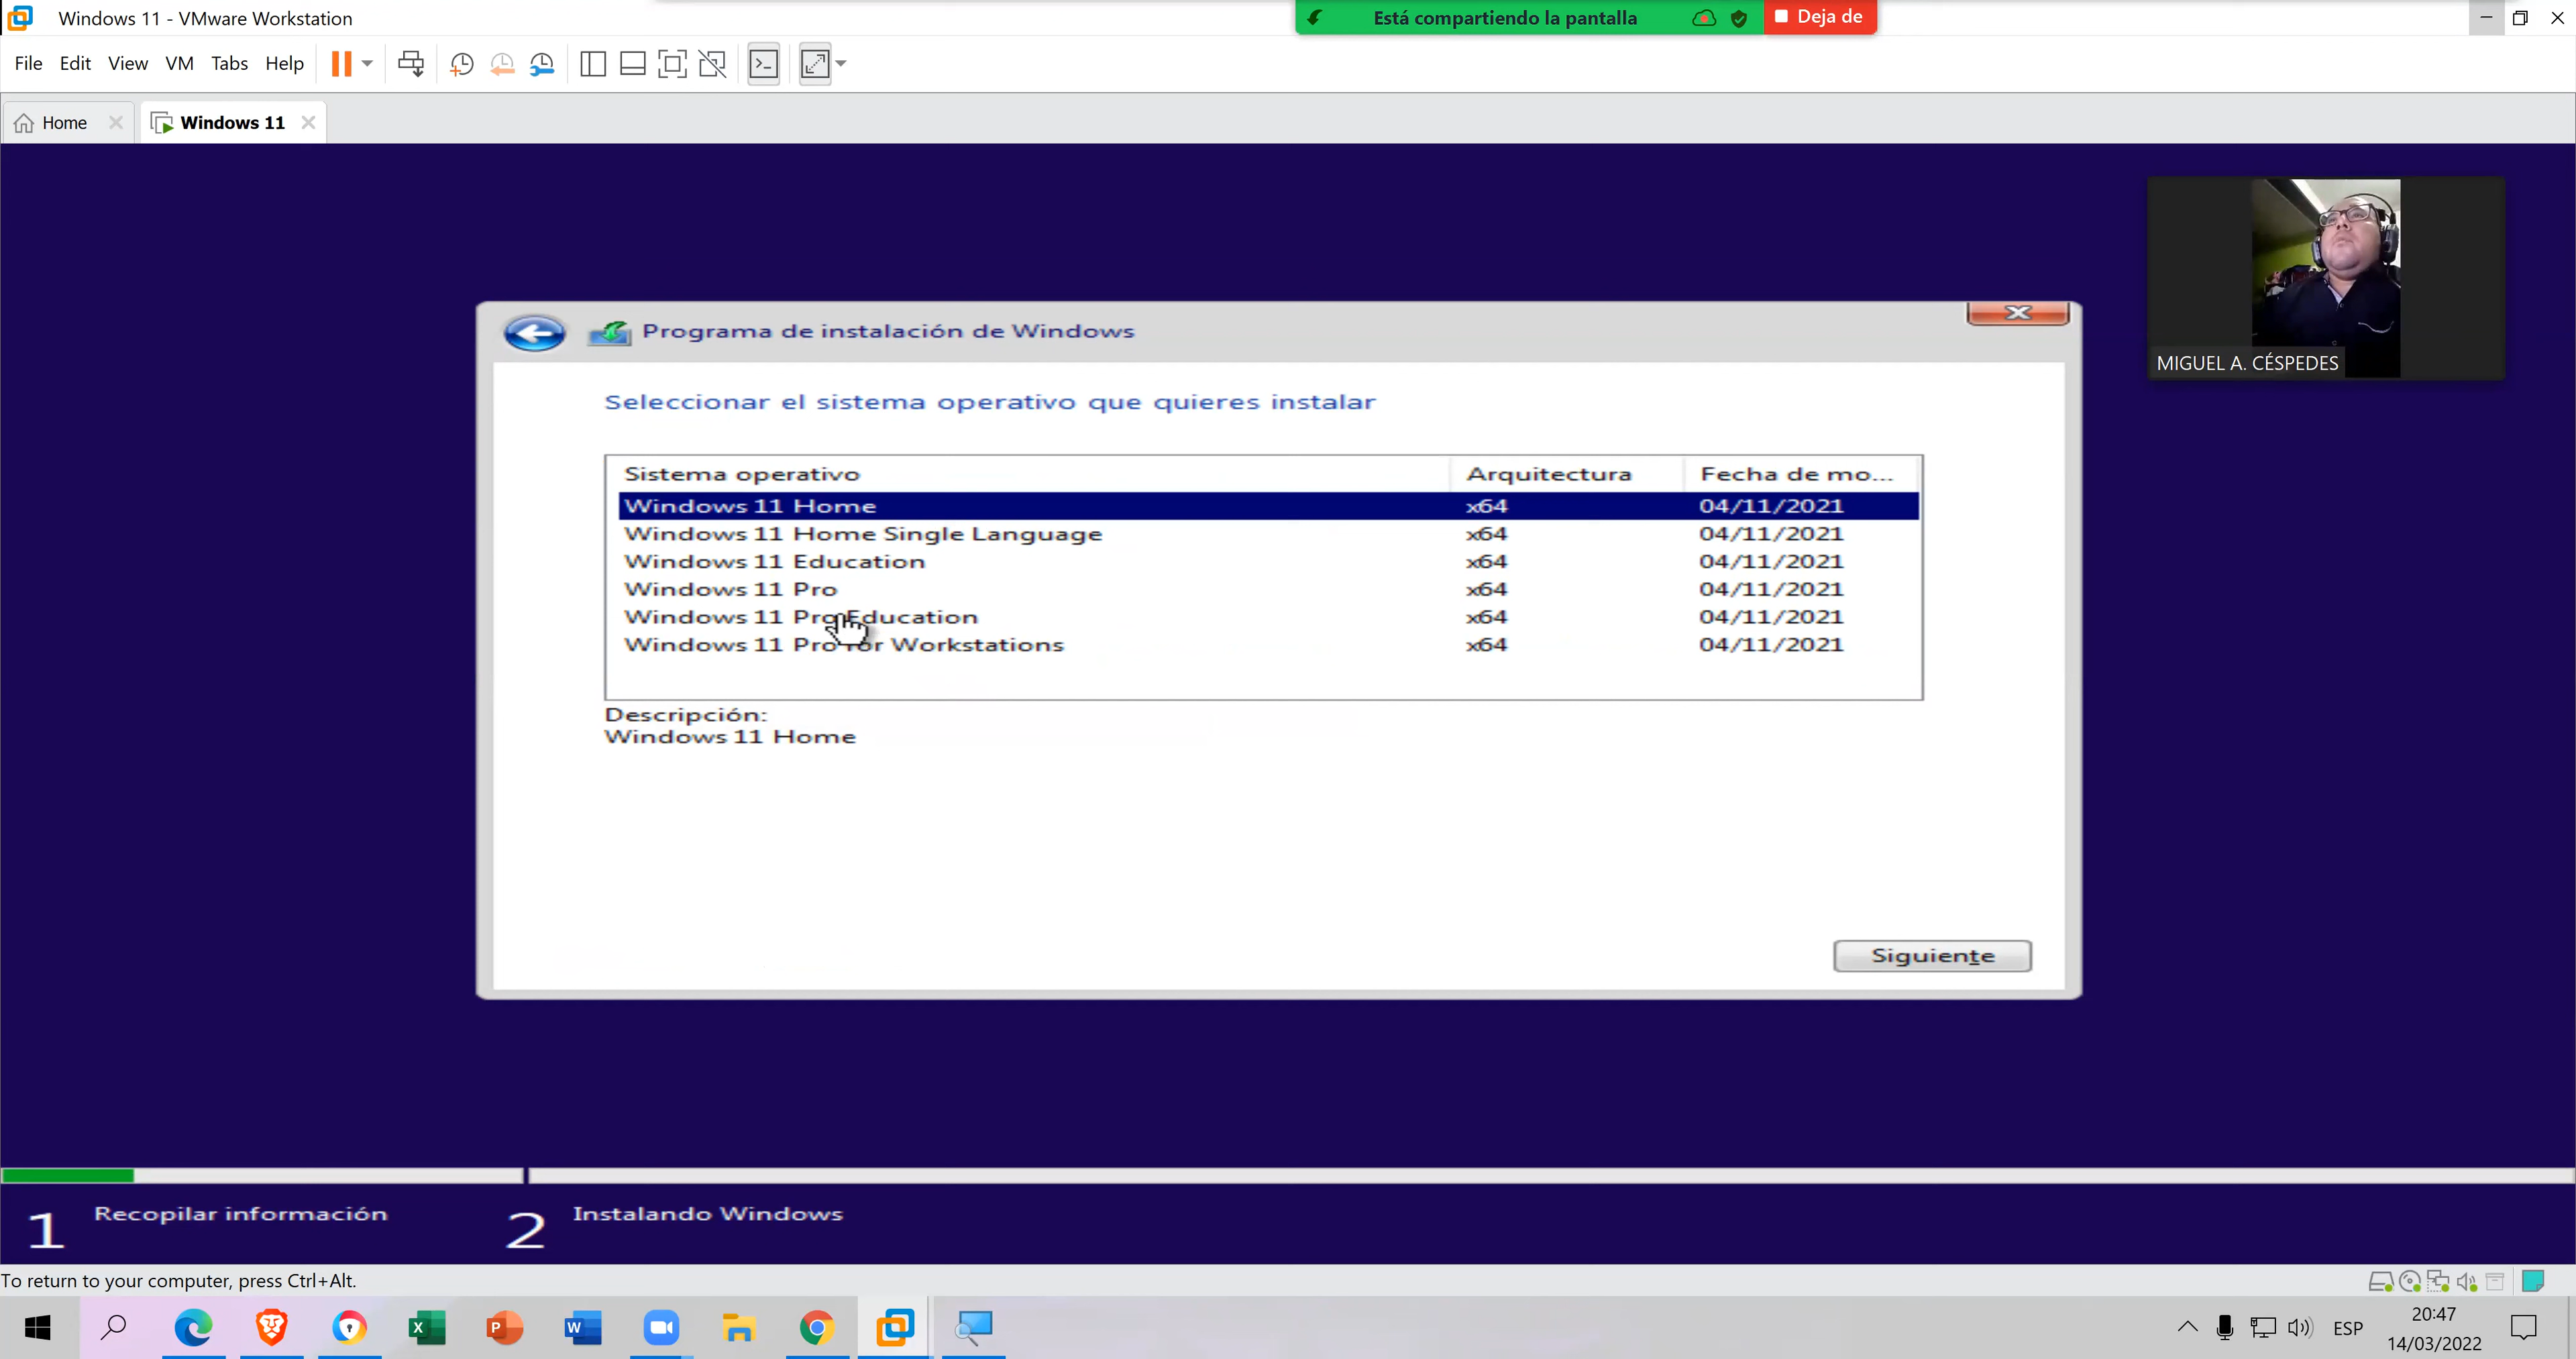 Windows 11 - VMware Workstation
Está compartiendo la pantalla
Deja de
File Edit View VM Tabs Help
Home
Windows 11
MIGUEL A. CÉSPEDES
Programa de instalación de Windows
Seleccionar el sistema operativo que quieres instalar
Sistema operativo Arquitectura Fecha de mo...
Windows 11 Home x64 04/11/2021
Windows 11 Home Single Language x64 04/11/2021
Windows 11 Education x64 04/11/2021
Windows 11 Pro x64 04/11/2021
Windows 11 Pro Education x64 04/11/2021
Windows 11 Pro for Workstations x64 04/11/2021
Descripción:
Windows 11 Home
Siguiente
1 Recopilar información 2 Instalando Windows
To return to your computer, press Ctrl+Alt.
ESP
20:47
14/03/2022